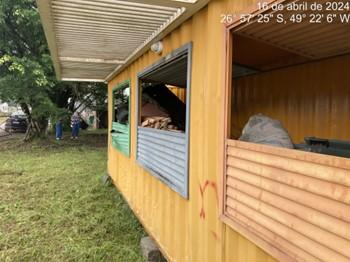 16 de abril de 2024
26° 57' 25" S, 49° 22' 6" W